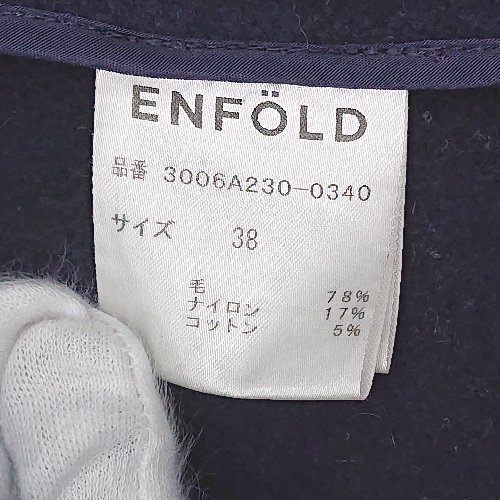 ENFÖLD
品番 3006A230-0340
サイズ 38
毛 78%
ナイロン 17%
コットン 5%